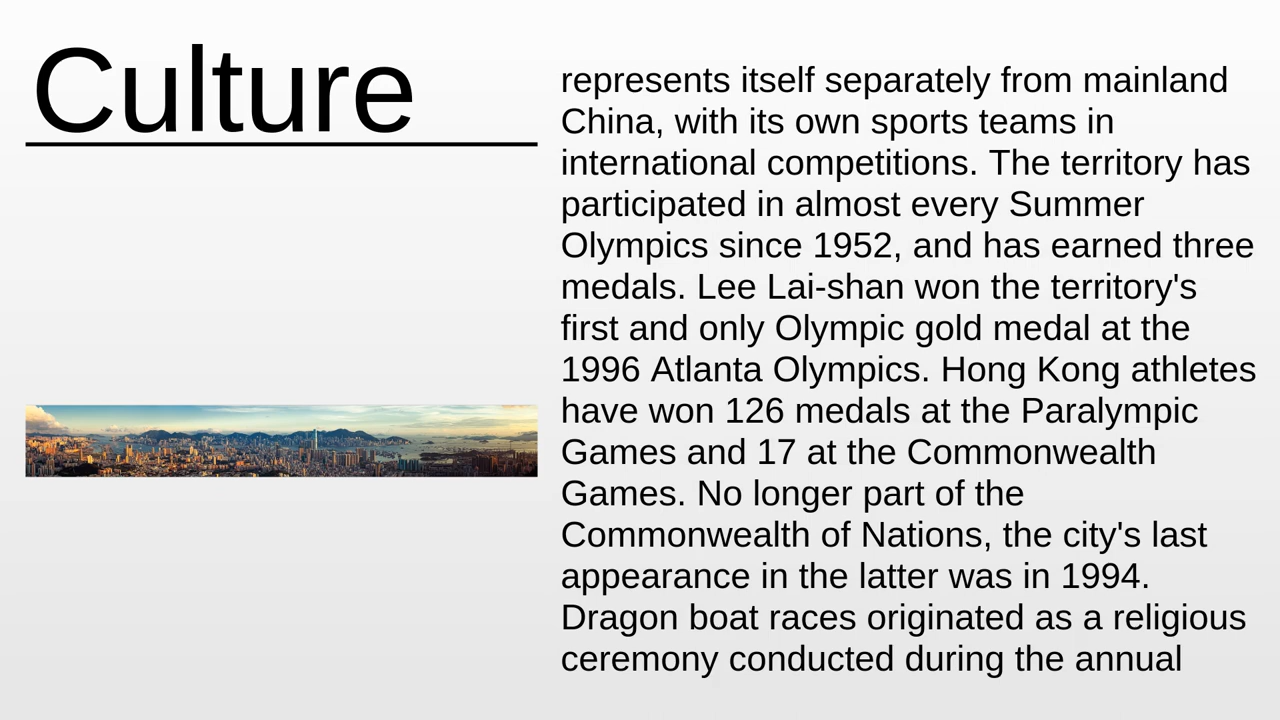 Culture
represents itself separately from mainland
China, with its own sports teams in
international competitions. The territory has
participated in almost every Summer
Olympics since 1952, and has earned three
medals. Lee Lai-shan won the territory's
first and only Olympic gold medal at the
1996 Atlanta Olympics. Hong Kong athletes
have won 126 medals at the Paralympic
Games and 17 at the Commonwealth
Games. No longer part of the
Commonwealth of Nations, the city's last
appearance in the latter was in 1994.
Dragon boat races originated as a religious
ceremony conducted during the annual